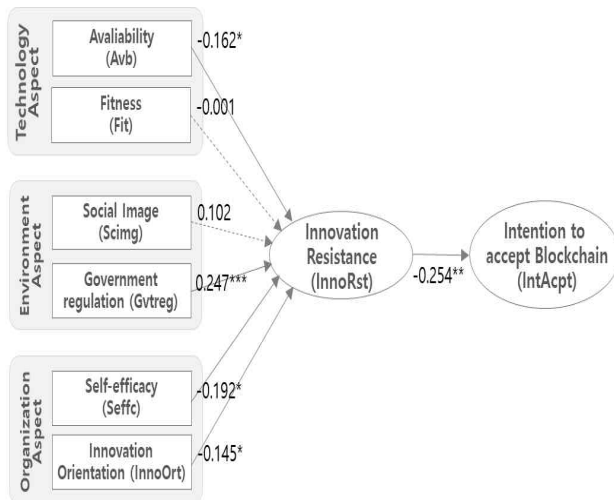 Technology
Aspect
Avaliability
(Avb)
-0.162*
Fitness
(Fit)
-0.001
Environment
Aspect
Social Image
(Scimg)
0.102
Government
regulation (Gvtreg)
0.247***
Organization
Aspect
Self-efficacy
(Seffc)
-0.192*
Innovation
Orientation (InnoOrt)
-0.145*
Innovation
Resistance
(InnoRst)
-0.254**
Intention to
accept Blockchain
(IntAcpt)